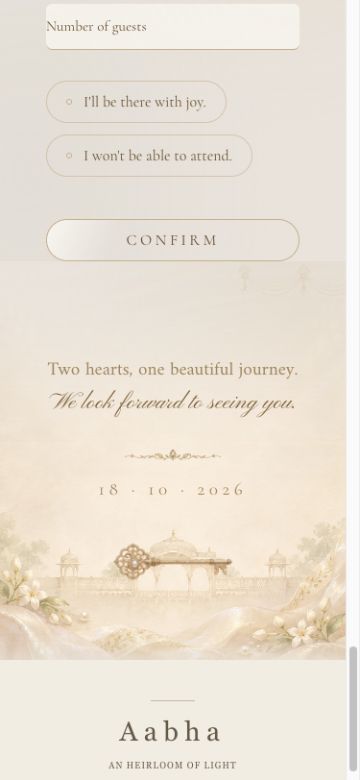 Number of guests
I'll be there with joy.
I won't be able to attend.
CONFIRM
Two hearts, one beautiful journey.
We look forward to seeing you.
18 · 10 · 2026
Aabha
AN HEIRLOOM OF LIGHT